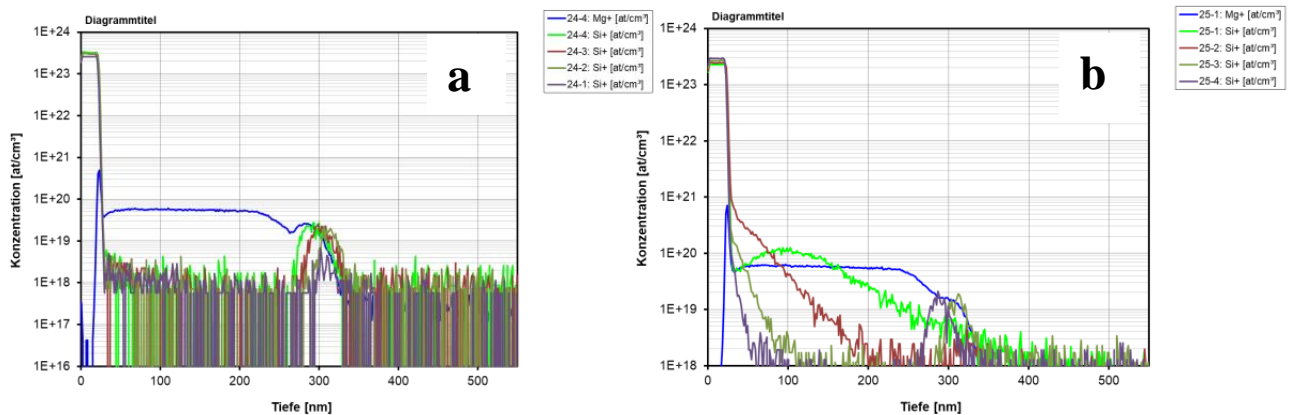 Diagrammtitel
a
1E+24
1E+23
1E+22
1E+21
1E+20
1E+19
1E+18
1E+17
1E+16
Konzentration [at/cm³]
0
100
200
300
400
500
Tiefe [nm]
24-4: Mg+ [at/cm³]
24-4: Si+ [at/cm³]
24-3: Si+ [at/cm³]
24-2: Si+ [at/cm³]
24-1: Si+ [at/cm³]
Diagrammtitel
b
1E+24
1E+23
1E+22
1E+21
1E+20
1E+19
1E+18
Konzentration [at/cm³]
0
100
200
300
400
500
Tiefe [nm]
25-1: Mg+ [at/cm³]
25-1: Si+ [at/cm³]
25-2: Si+ [at/cm³]
25-3: Si+ [at/cm³]
25-4: Si+ [at/cm³]